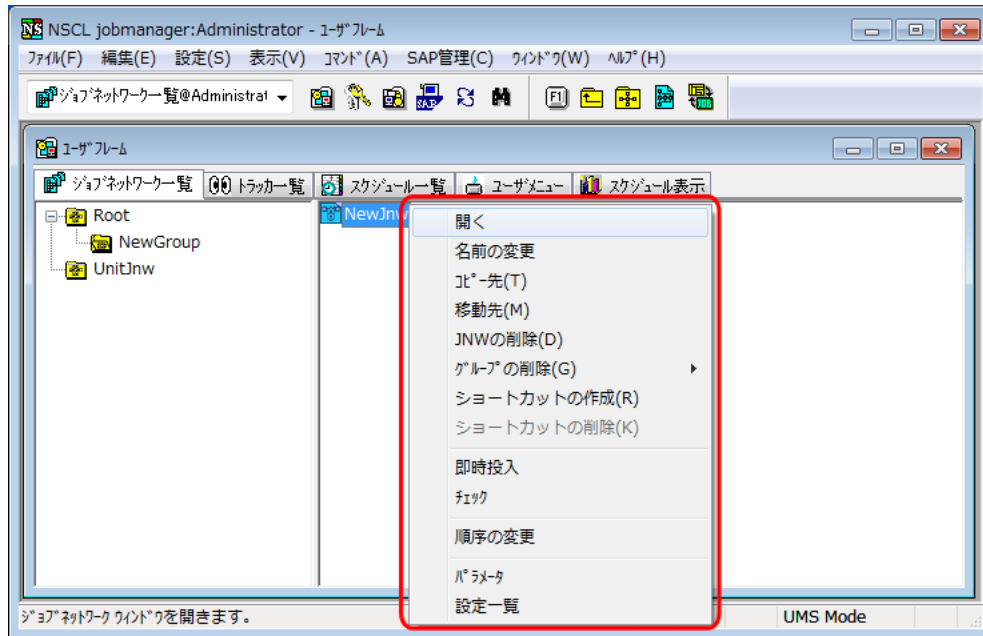 NSCL jobmanager:Administrator - ﾕｰｻﾞﾌﾚｰﾑ
ﾌｧｲﾙ(F) 編集(E) 設定(S) 表示(V) ｺﾏﾝﾄﾞ(A) SAP管理(C) ｳｨﾝﾄﾞｳ(W) ﾍﾙﾌﾟ(H)
ｼﾞｮﾌﾞﾈｯﾄﾜｰｸ一覧@Administrat
ﾕｰｻﾞﾌﾚｰﾑ
ｼﾞｮﾌﾞﾈｯﾄﾜｰｸ一覧 ﾄﾗｯｶ一覧 ｽｹｼﾞｭｰﾙ一覧 ﾕｰｻﾞﾒﾆｭｰ ｽｹｼﾞｭｰﾙ表示
Root
NewGroup
UnitJnw
NewJnw
開く
名前の変更
ｺﾋﾟｰ先(T)
移動先(M)
JNWの削除(D)
ｸﾞﾙｰﾌﾟの削除(G)
ショートカットの作成(R)
ショートカットの削除(K)
即時投入
ﾁｪｯｸ
順序の変更
ﾊﾟﾗﾒｰﾀ
設定一覧
ｼﾞｮﾌﾞﾈｯﾄﾜｰｸ ｳｨﾝﾄﾞｳを開きます。
UMS Mode